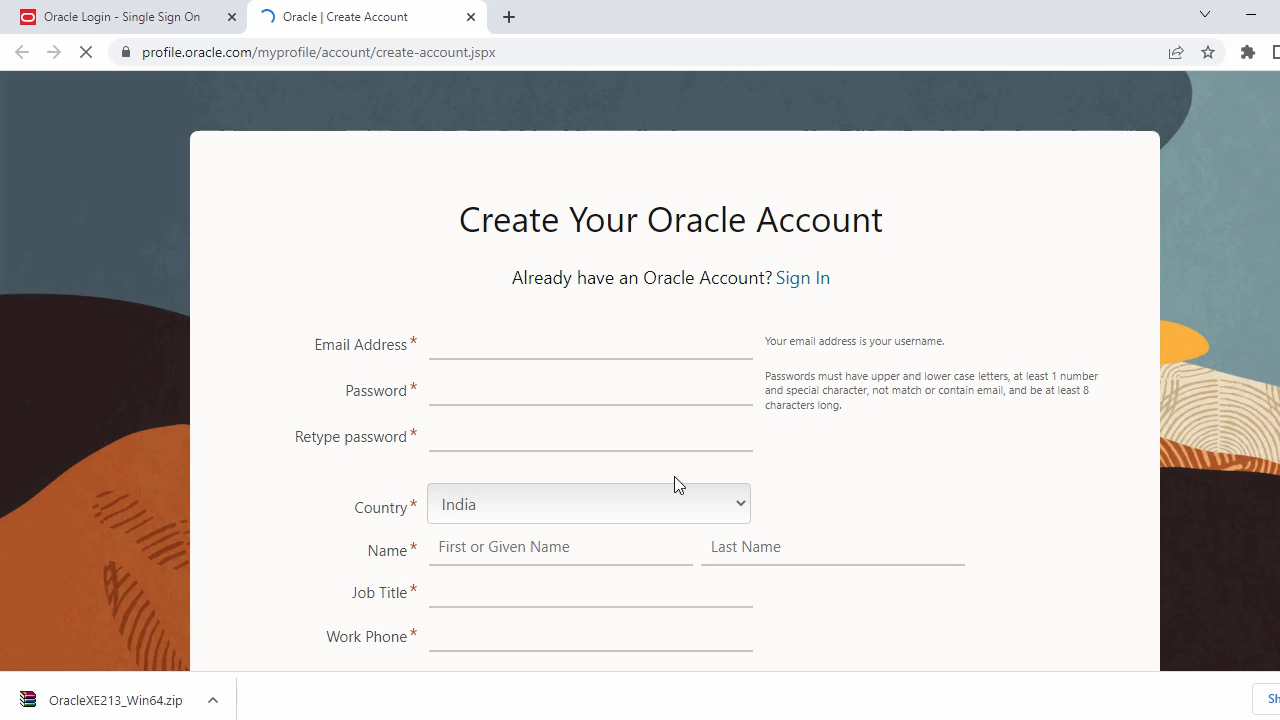 Oracle Login - Single Sign On
Oracle | Create Account
profile.oracle.com/myprofile/account/create-account.jspx
Create Your Oracle Account
Already have an Oracle Account? Sign In
Email Address*
Your email address is your username.
Password*
Passwords must have upper and lower case letters, at least 1 number
and special character, not match or contain email, and be at least 8
characters long.
Retype password*
Country*
India
Name*
First or Given Name
Last Name
Job Title*
Work Phone*
OracleXE213_Win64.zip